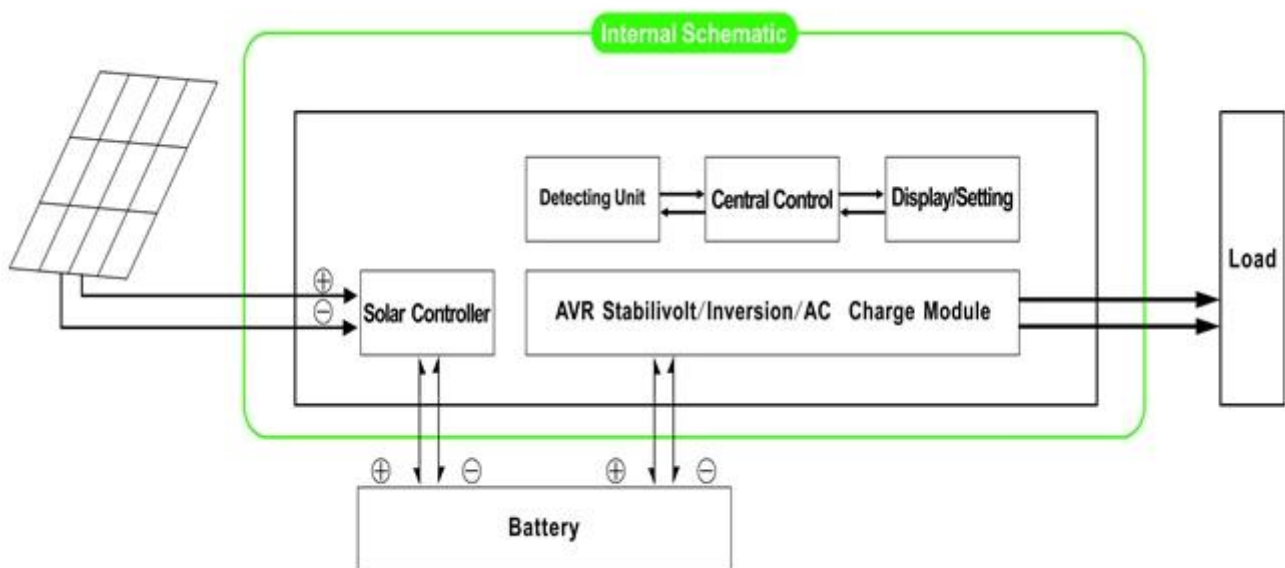 Internal Schematic
Detecting Unit
Central Control
Display/Setting
Load
⊕
⊖
Solar Controller
AVR Stabilivolt/Inversion/AC Charge Module
⊕ ⊖ ⊕ ⊖
Battery